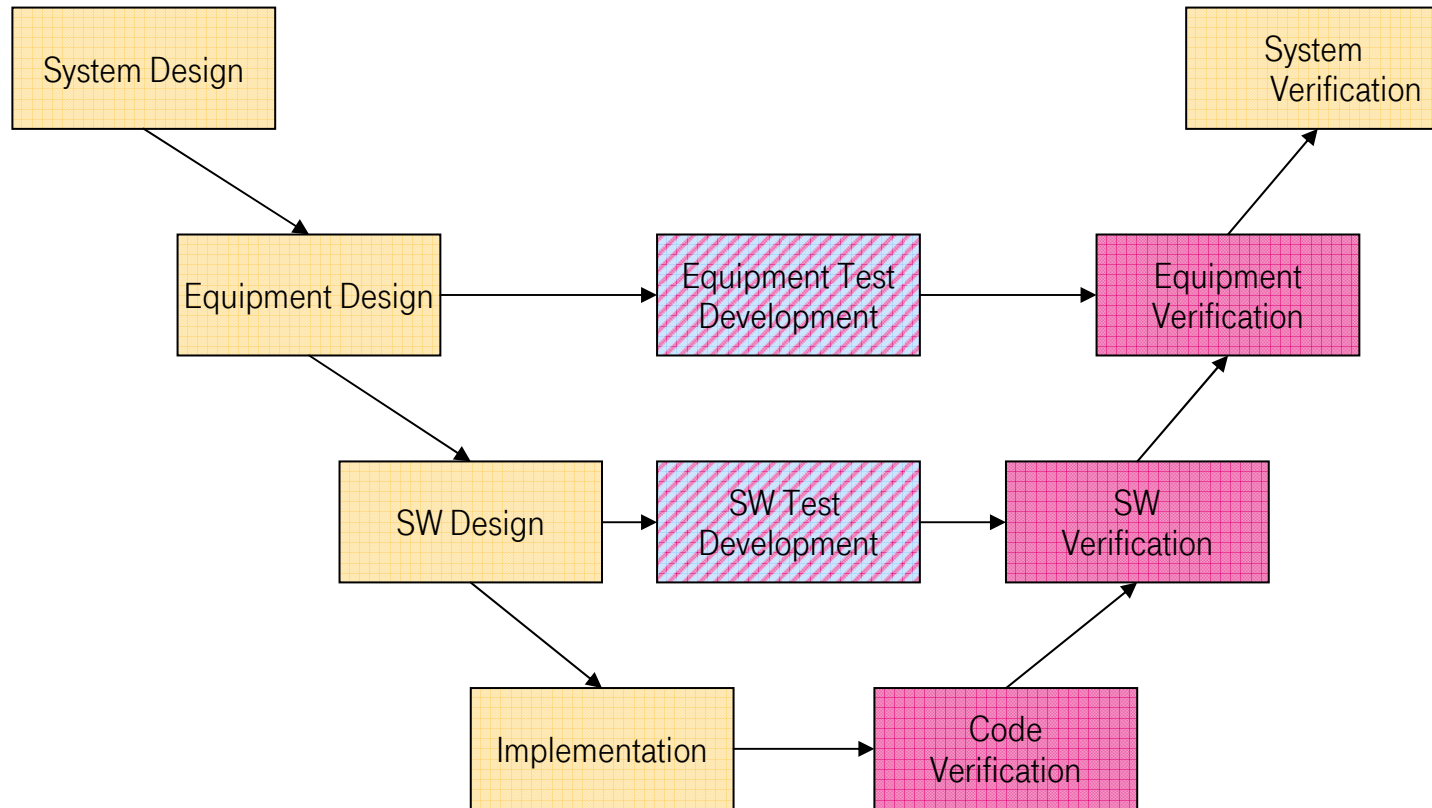 System Design
System
Verification
Equipment Design
Equipment Test
Development
Equipment
Verification
SW Design
SW Test
Development
SW
Verification
Implementation
Code
Verification